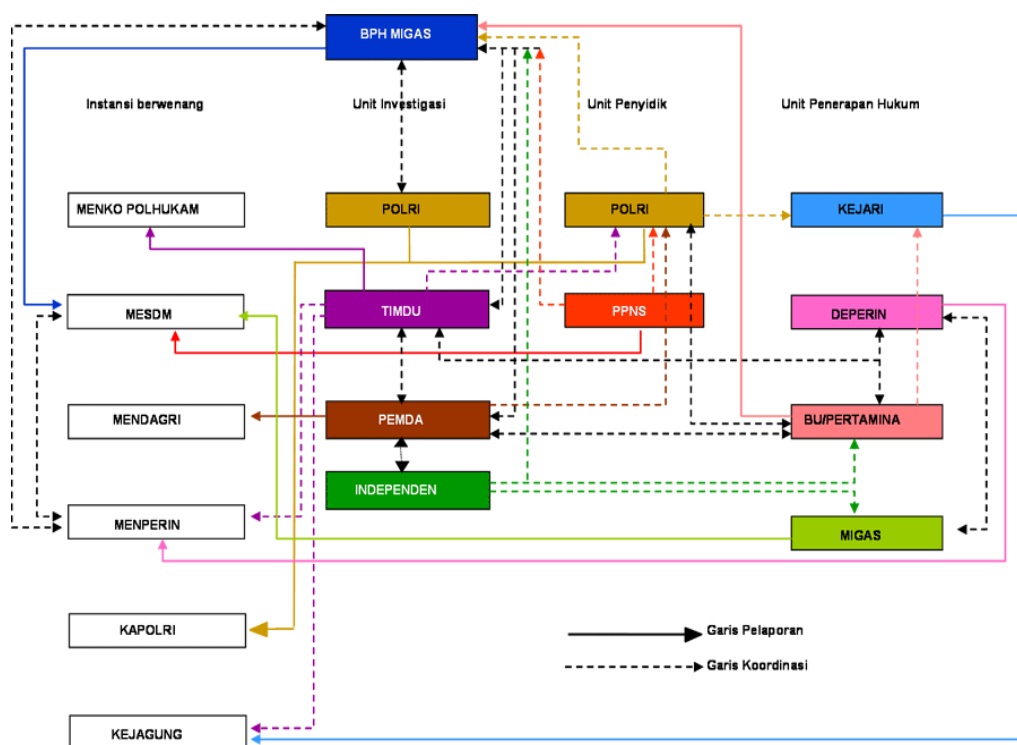 BPH MIGAS
Instansi berwenang
Unit Investigasi
Unit Penyidik
Unit Penerapan Hukum
MENKO POLHUKAM
POLRI
POLRI
KEJARI
MESDM
TIMDU
PPNS
DEPERIN
MENDAGRI
PEMDA
BU/PERTAMINA
INDEPENDEN
MENPERIN
MIGAS
KAPOLRI
Garis Pelaporan
Garis Koordinasi
KEJAGUNG